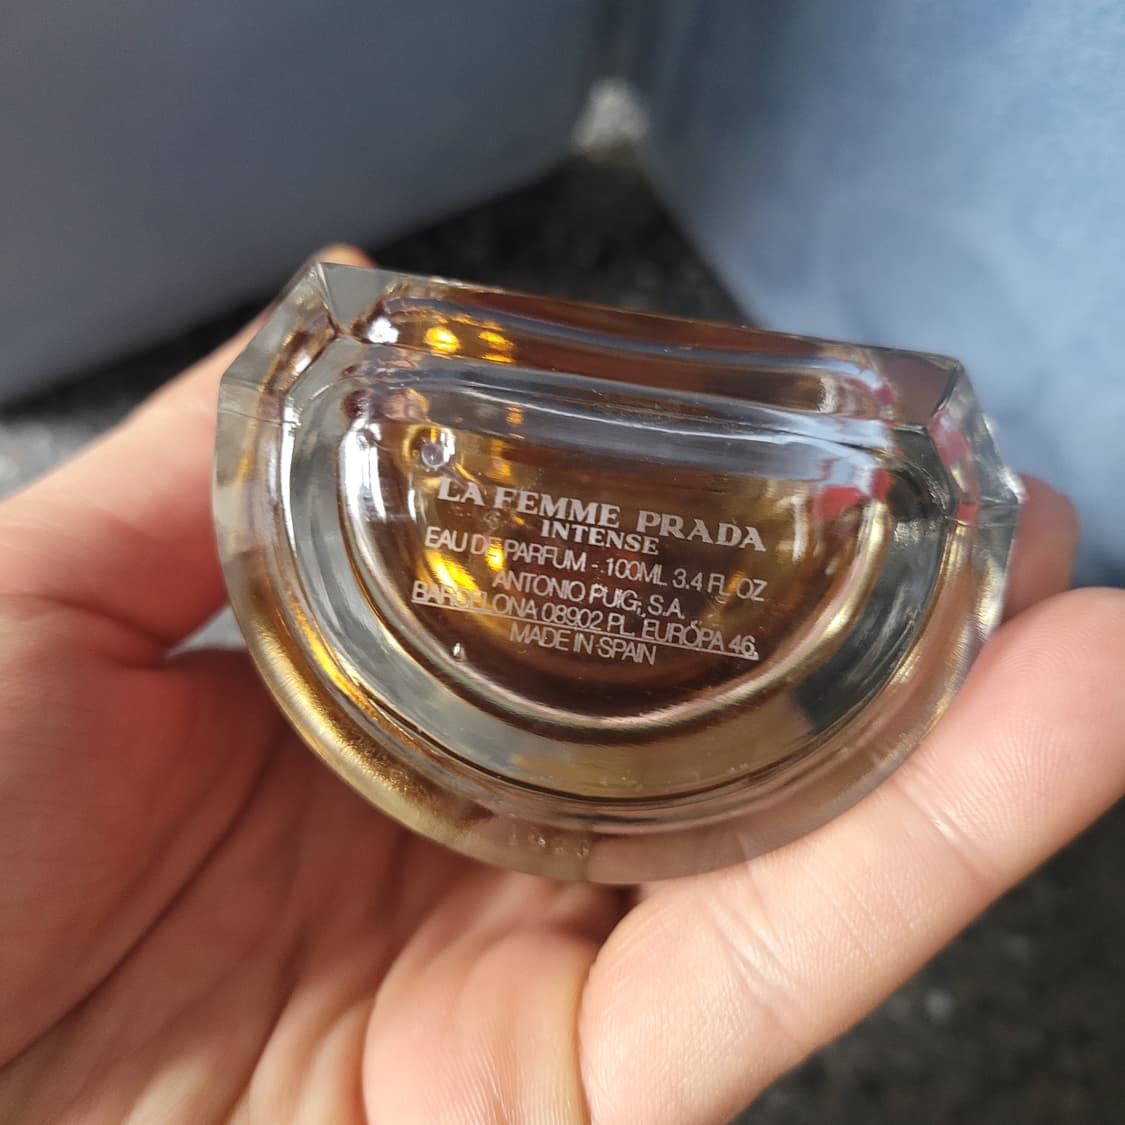 LA FEMME PRADA
INTENSE
EAU DE PARFUM - 100ML 3.4 FL OZ
ANTONIO PUIG, S.A.
BARCELONA 08902 PL. EUROPA 46.
MADE IN SPAIN